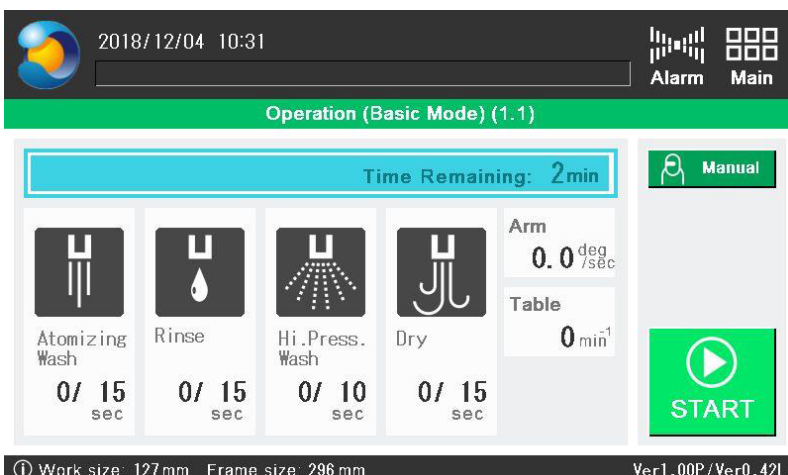 2018/12/04 10:31
Alarm Main
Operation (Basic Mode) (1.1)
Time Remaining: 2 min
Manual
Atomizing Wash
0/ 15 sec
Rinse
0/ 15 sec
Hi.Press. Wash
0/ 10 sec
Dry
0/ 15 sec
Arm
0.0 deg/sec
Table
0 min⁻¹
START
Work size: 127mm Frame size: 296mm
Ver1.00P/Ver0.42I